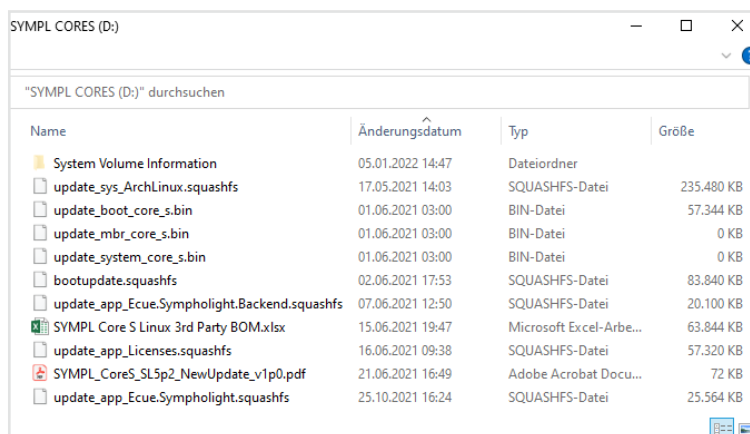 SYMPL CORES (D:)
"SYMPL CORES (D:)" durchsuchen
Name Änderungsdatum Typ Größe
System Volume Information 05.01.2022 14:47 Dateiordner
update_sys_ArchLinux.squashfs 17.05.2021 14:03 SQUASHFS-Datei 235.480 KB
update_boot_core_s.bin 01.06.2021 03:00 BIN-Datei 57.344 KB
update_mbr_core_s.bin 01.06.2021 03:00 BIN-Datei 0 KB
update_system_core_s.bin 01.06.2021 03:00 BIN-Datei 0 KB
bootupdate.squashfs 02.06.2021 17:53 SQUASHFS-Datei 83.840 KB
update_app_Ecue.Sympholight.Backend.squashfs 07.06.2021 12:50 SQUASHFS-Datei 20.100 KB
SYMPL Core S Linux 3rd Party BOM.xlsx 15.06.2021 19:47 Microsoft Excel-Arbe... 63.844 KB
update_app_Licenses.squashfs 16.06.2021 09:38 SQUASHFS-Datei 57.320 KB
SYMPL_CoreS_SL5p2_NewUpdate_v1p0.pdf 21.06.2021 16:49 Adobe Acrobat Docu... 72 KB
update_app_Ecue.Sympholight.squashfs 25.10.2021 16:24 SQUASHFS-Datei 25.564 KB